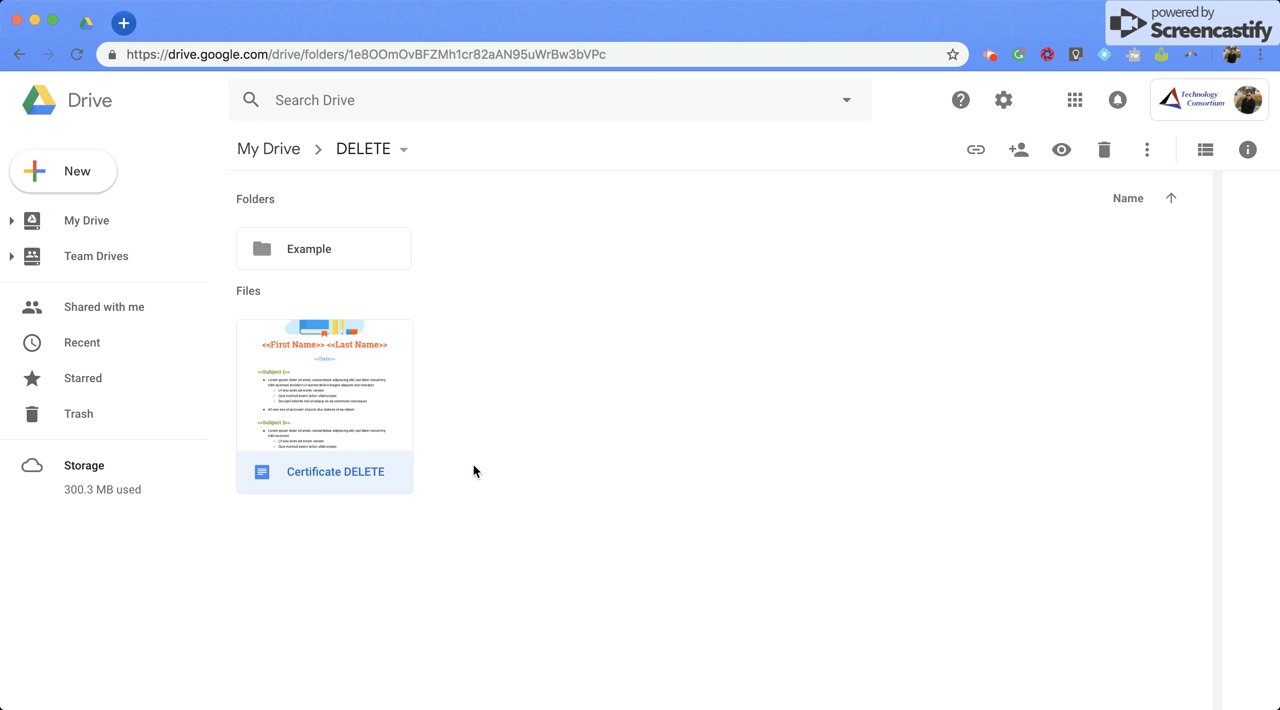 powered by
Screencastify
https://drive.google.com/drive/folders/1e8OOmOvBFZMh1cr82aAN95uWrBw3bVPc
Drive
Search Drive
Technology
Consortium
My Drive
DELETE
New
Folders
Name
My Drive
Example
Team Drives
Files
Shared with me
<<First Name>> <<Last Name>>
Recent
<<Date>>
<<Subject 1>>
Starred
Trash
<<Subject 2>>
Storage
Certificate DELETE
300.3 MB used